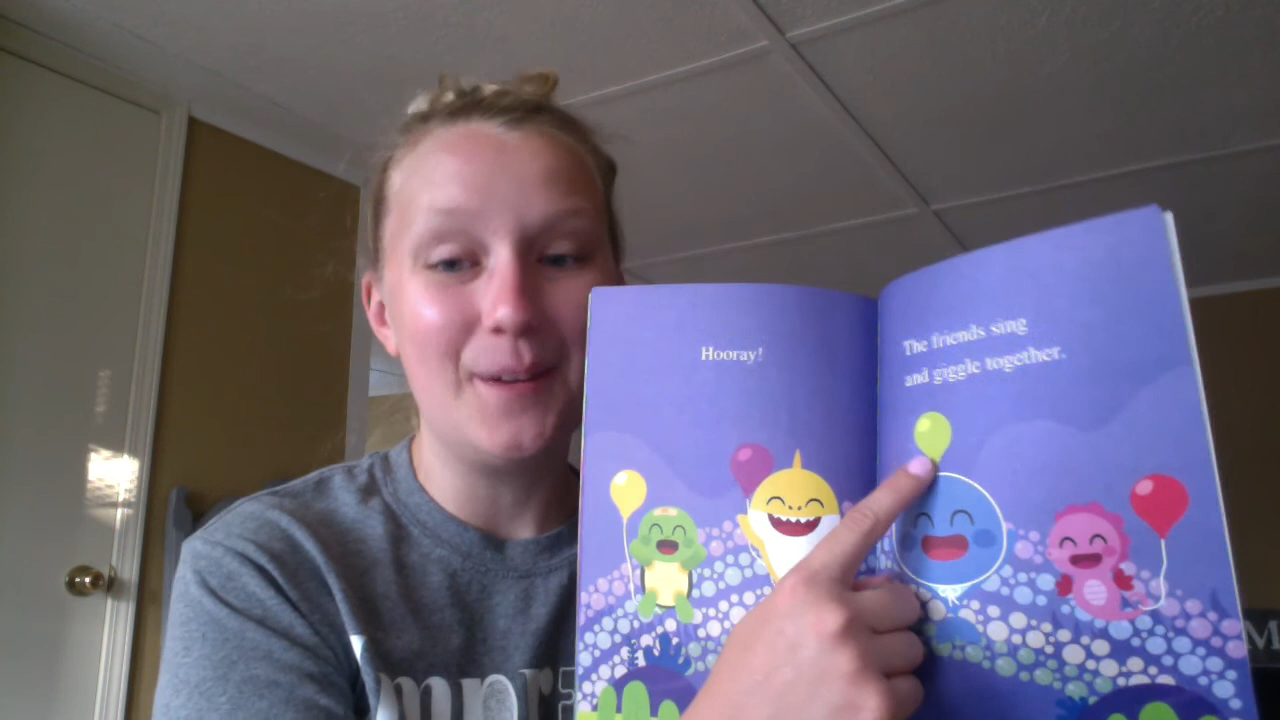 Hooray!
The friends sing
and giggle together.